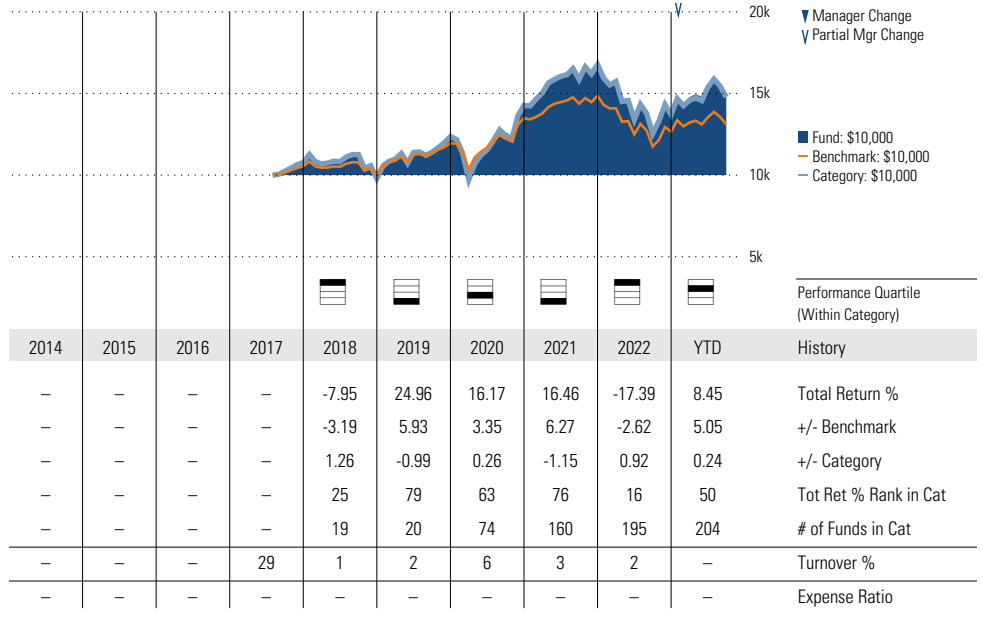 20k
▼ Manager Change
∨ Partial Mgr Change
15k
Fund: $10,000
Benchmark: $10,000
Category: $10,000
10k
5k
Performance Quartile
(Within Category)
2014 2015 2016 2017 2018 2019 2020 2021 2022 YTD History
– – – – -7.95 24.96 16.17 16.46 -17.39 8.45 Total Return %
– – – – -3.19 5.93 3.35 6.27 -2.62 5.05 +/- Benchmark
– – – – 1.26 -0.99 0.26 -1.15 0.92 0.24 +/- Category
– – – – 25 79 63 76 16 50 Tot Ret % Rank in Cat
– – – – 19 20 74 160 195 204 # of Funds in Cat
– – – 29 1 2 6 3 2 – Turnover %
– – – – – – – – – – Expense Ratio